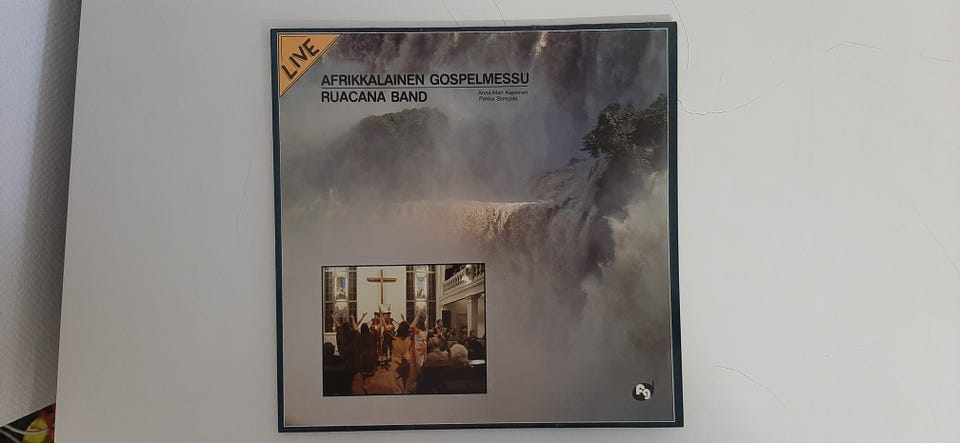 LIVE
AFRIKKALAINEN GOSPELMESSU
RUACANA BAND
Anna-Mari Kaskinen
Pekka Simojoki